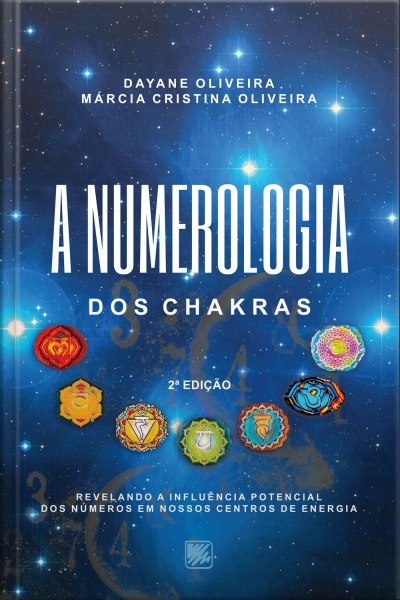 DAYANE OLIVEIRA
MÁRCIA CRISTINA OLIVEIRA
A NUMEROLOGIA
DOS CHAKRAS
2ª EDIÇÃO
REVELANDO A INFLUÊNCIA POTENCIAL
DOS NÚMEROS EM NOSSOS CENTROS DE ENERGIA